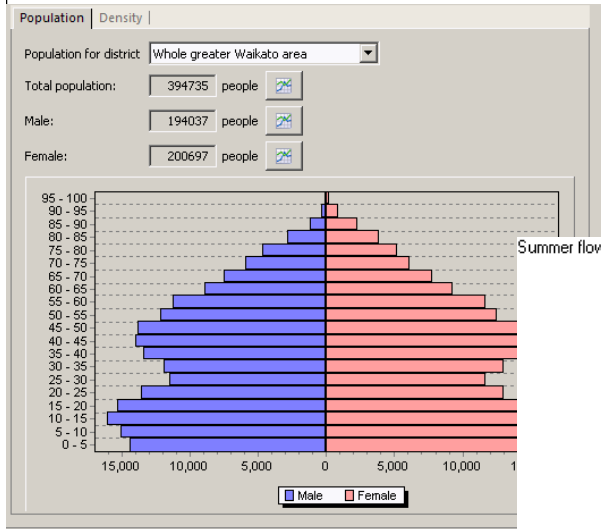 Population Density
Population for district Whole greater Waikato area
Total population: 394735 people
Male: 194037 people
Female: 200697 people
95 - 100
90 - 95
85 - 90
80 - 85
75 - 80
70 - 75
65 - 70
60 - 65
55 - 60
50 - 55
45 - 50
40 - 45
35 - 40
30 - 35
25 - 30
20 - 25
15 - 20
10 - 15
5 - 10
0 - 5
Summer flow
15,000 10,000 5,000 0 5,000 10,000 1
Male Female